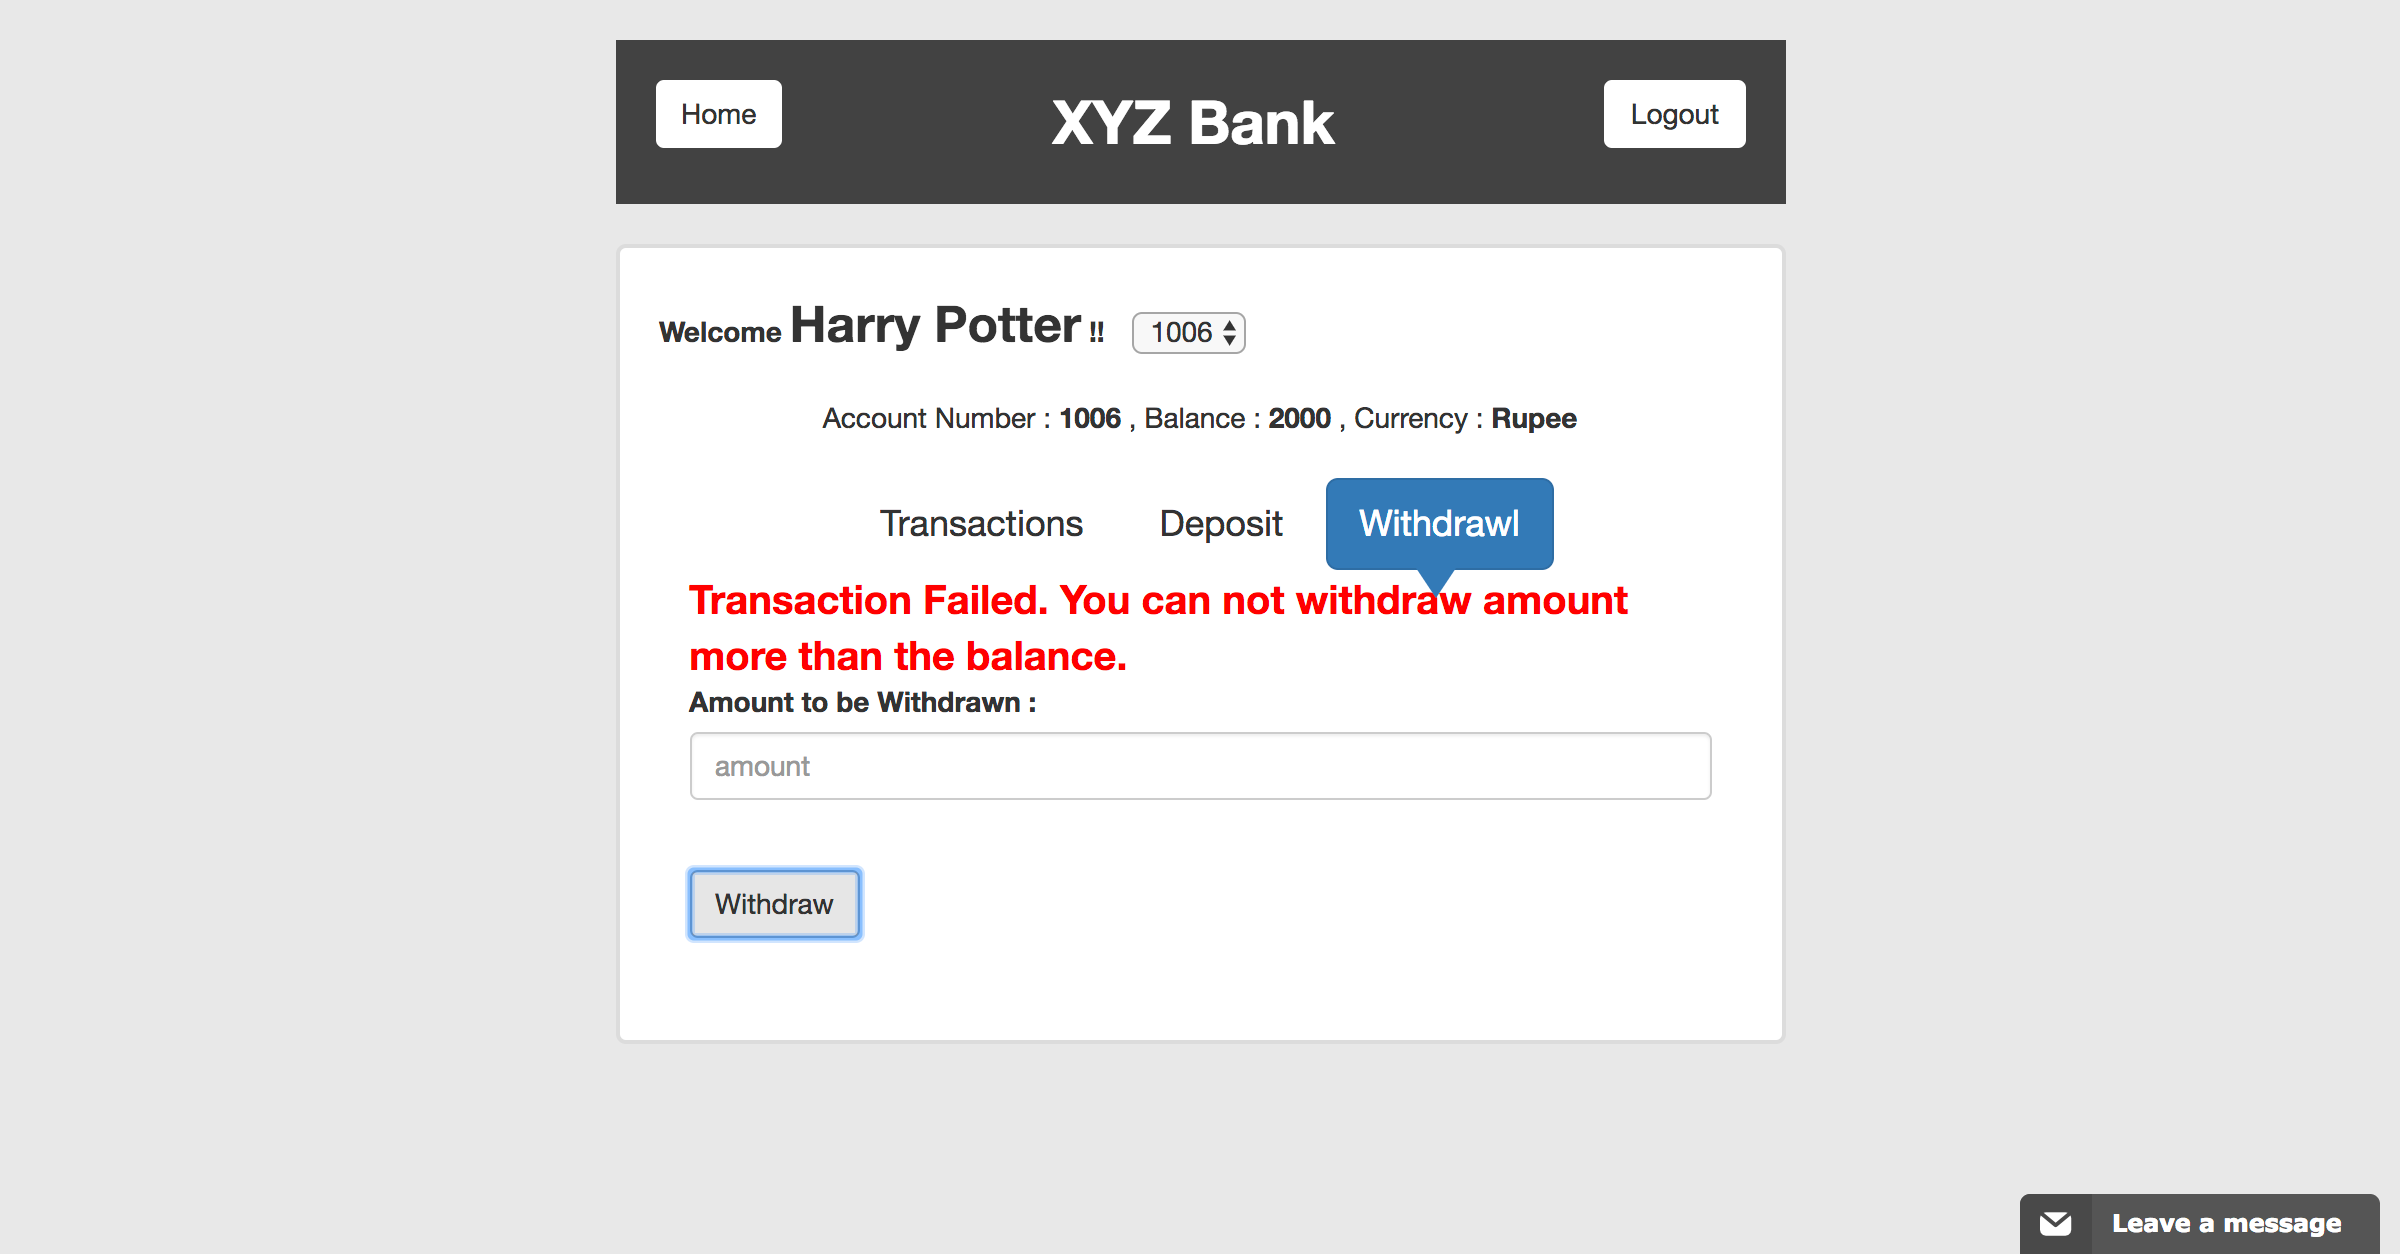 Home
XYZ Bank
Logout
Welcome Harry Potter !! 1006
Account Number : 1006 , Balance : 2000 , Currency : Rupee
Transactions
Deposit
Withdrawl
Transaction Failed. You can not withdraw amount
more than the balance.
Amount to be Withdrawn :
amount
Withdraw
Leave a message